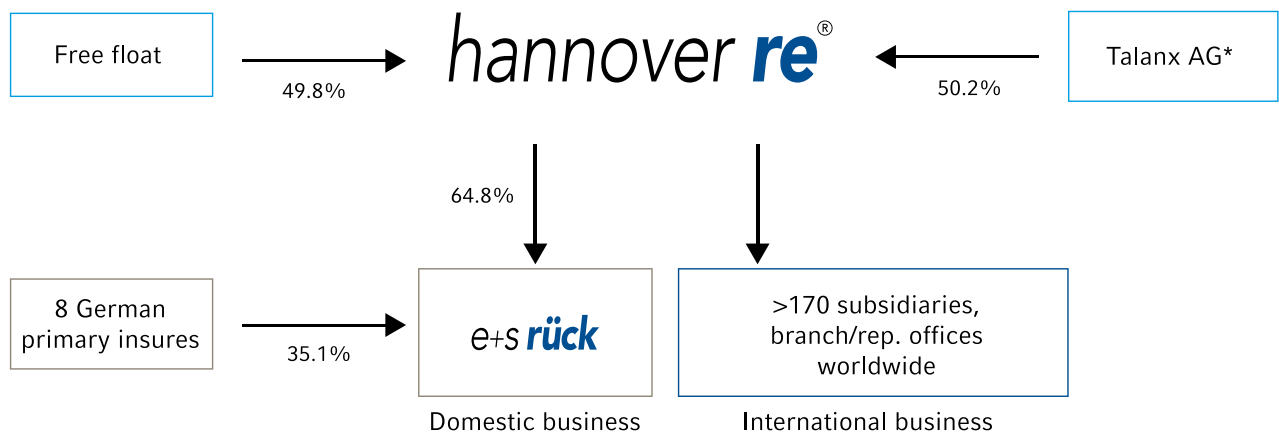 Free float
49.8%
hannover re®
50.2%
Talanx AG*
64.8%
8 German
primary insures
35.1%
e+s rück
>170 subsidiaries,
branch/rep. offices
worldwide
Domestic business
International business